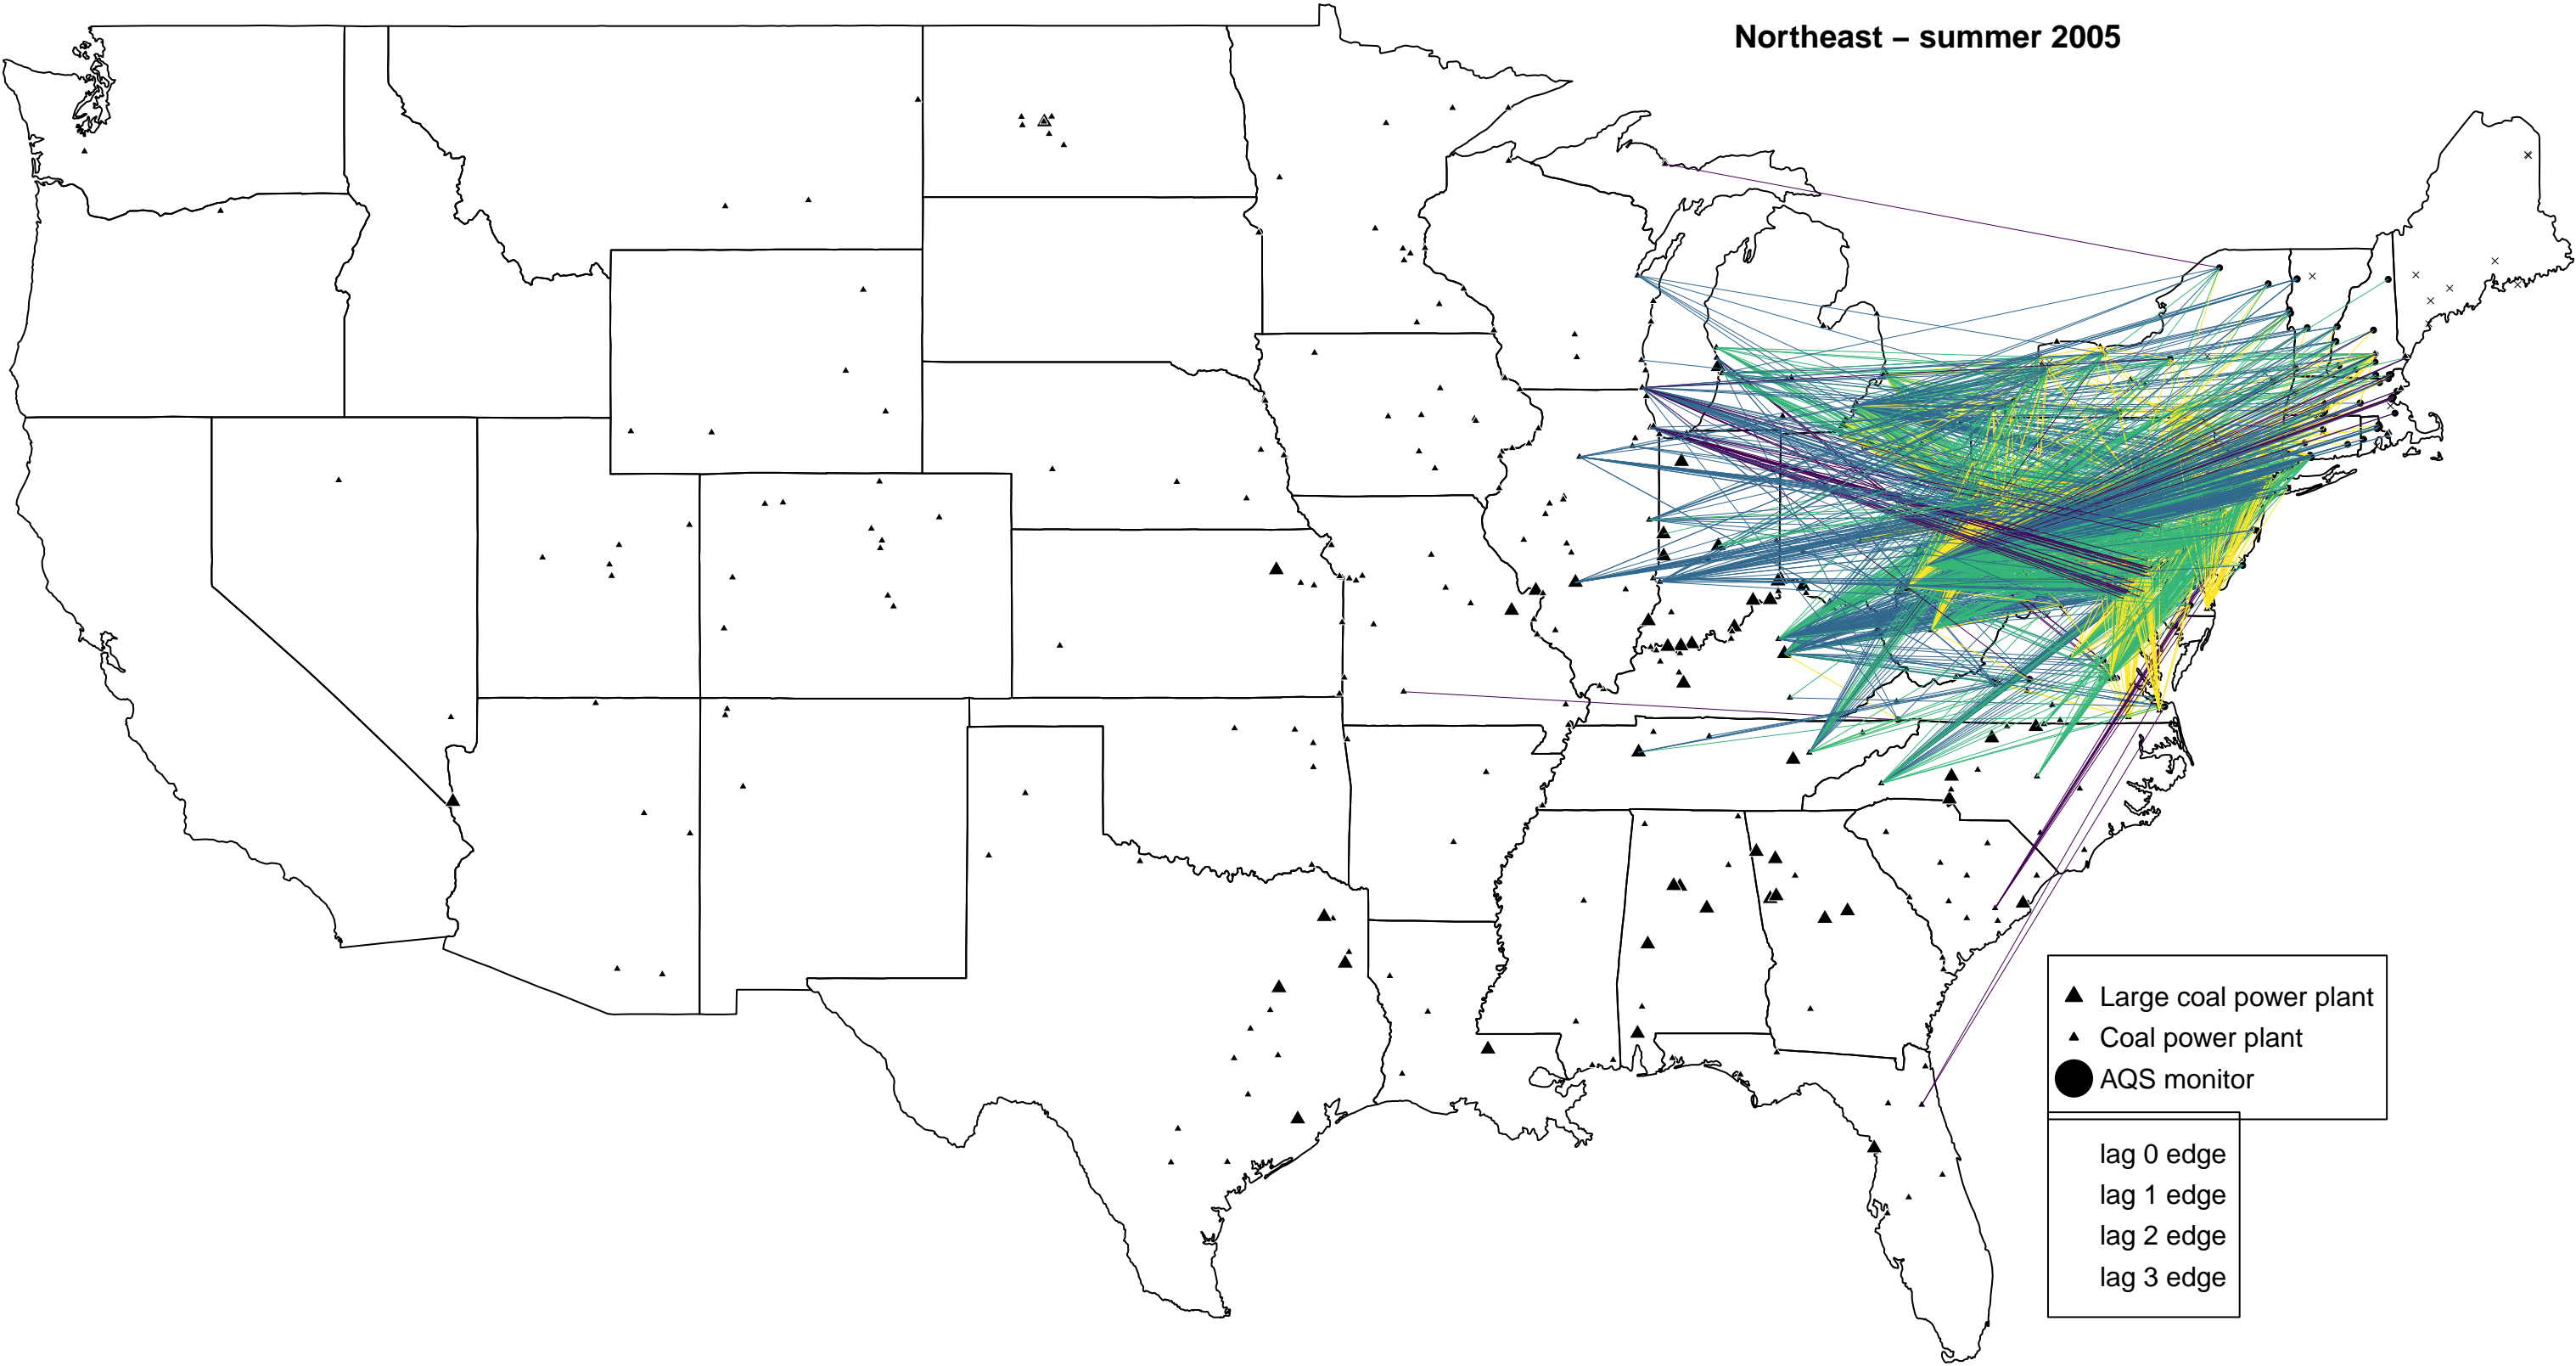 Northeast – summer 2005
Large coal power plant
Coal power plant
AQS monitor
lag 0 edge
lag 1 edge
lag 2 edge
lag 3 edge